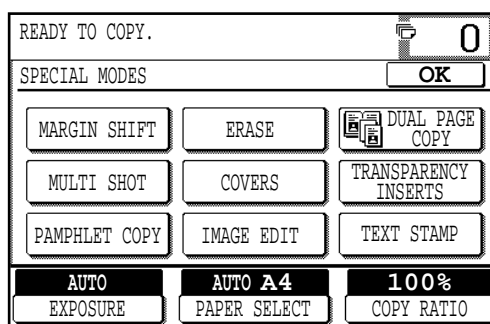 READY TO COPY. 0
SPECIAL MODES OK
MARGIN SHIFT ERASE DUAL PAGE
COPY
MULTI SHOT COVERS TRANSPARENCY
INSERTS
PAMPHLET COPY IMAGE EDIT TEXT STAMP
AUTO AUTO A4 100%
EXPOSURE PAPER SELECT COPY RATIO